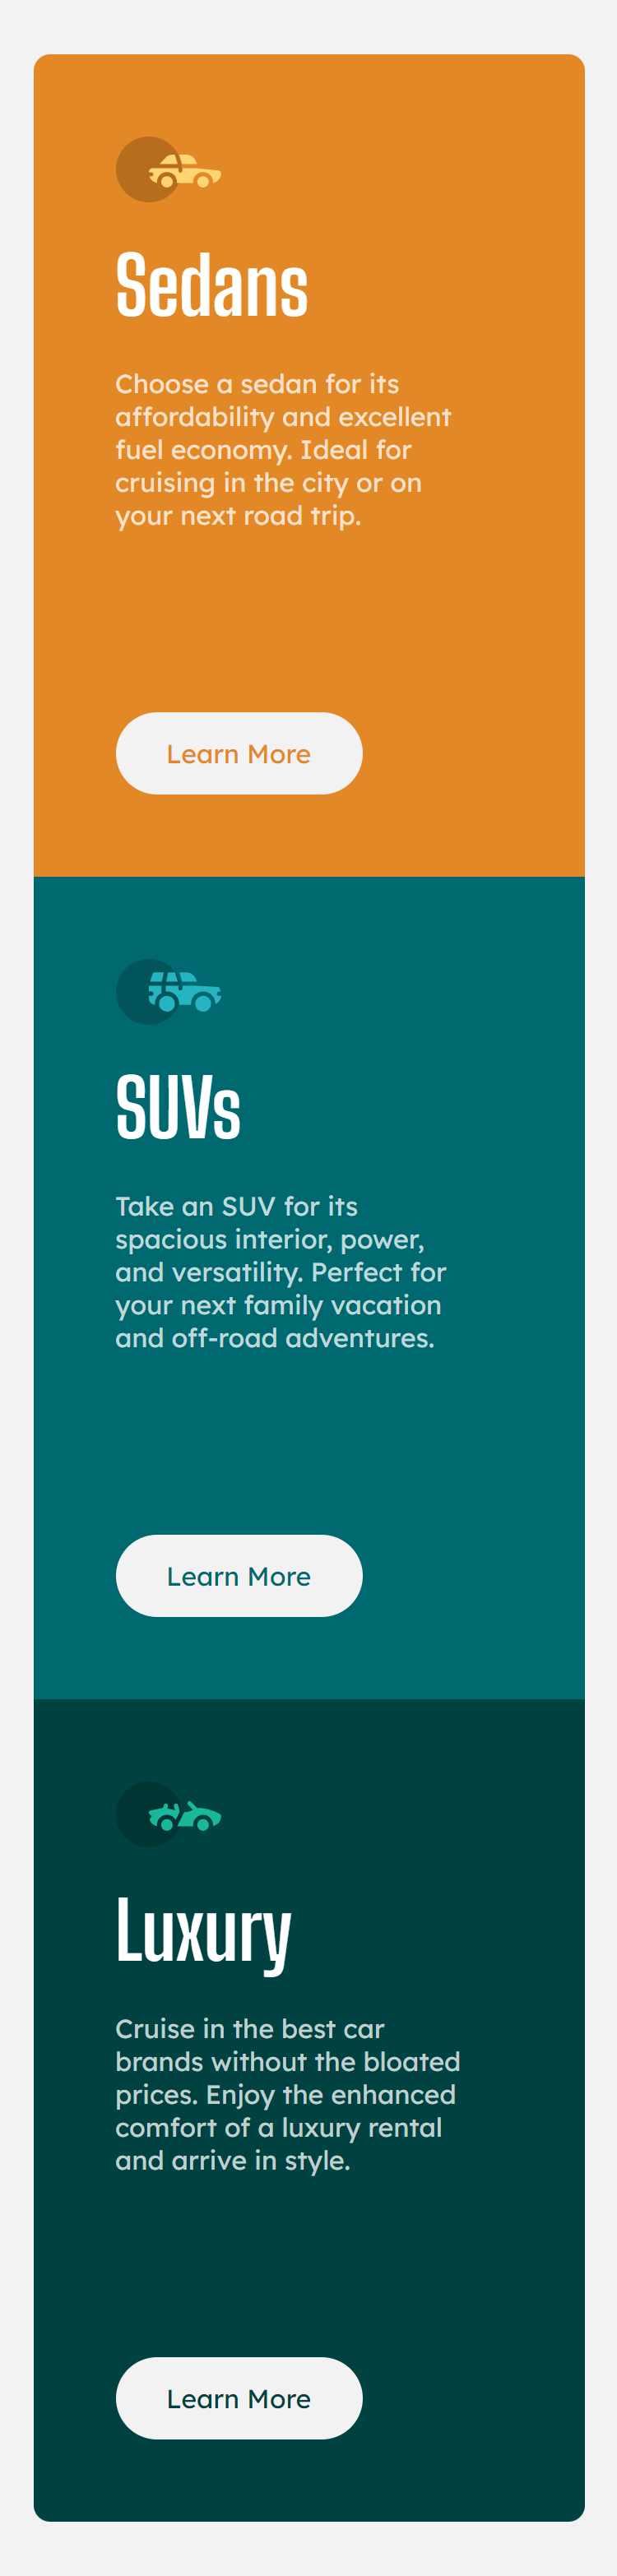 Sedans
Choose a sedan for its
affordability and excellent
fuel economy. Ideal for
cruising in the city or on
your next road trip.
Learn More
SUVs
Take an SUV for its
spacious interior, power,
and versatility. Perfect for
your next family vacation
and off-road adventures.
Learn More
Luxury
Cruise in the best car
brands without the bloated
prices. Enjoy the enhanced
comfort of a luxury rental
and arrive in style.
Learn More